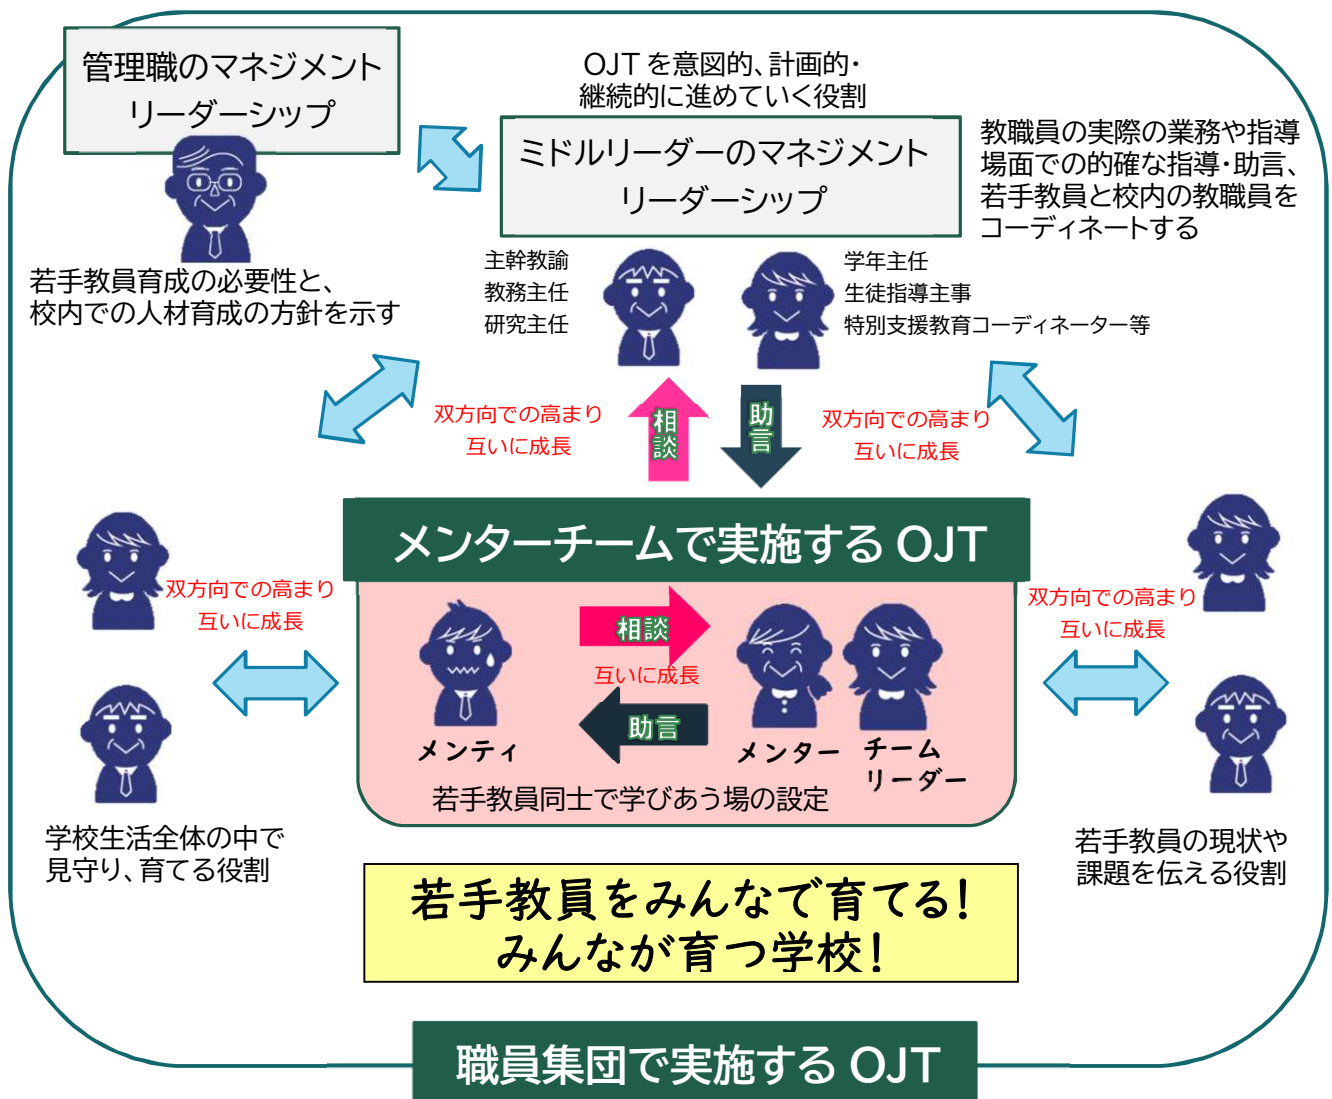 管理職のマネジメント
リーダーシップ
OJT を意図的、計画的・
継続的に進めていく役割
ミドルリーダーのマネジメント
リーダーシップ
教職員の実際の業務や指導
場面での的確な指導・助言、
若手教員と校内の教職員を
コーディネートする
若手教員育成の必要性と、
校内での人材育成の方針を示す
主幹教諭
教務主任
研究主任
学年主任
生徒指導主事
特別支援教育コーディネーター等
双方向での高まり
互いに成長
相談
助言
双方向での高まり
互いに成長
メンターチームで実施する OJT
双方向での高まり
互いに成長
相談
互いに成長
助言
メンティ
メンター
チーム
リーダー
若手教員同士で学びあう場の設定
双方向での高まり
互いに成長
学校生活全体の中で
見守り、育てる役割
若手教員の現状や
課題を伝える役割
若手教員をみんなで育てる!
みんなが育つ学校!
職員集団で実施する OJT